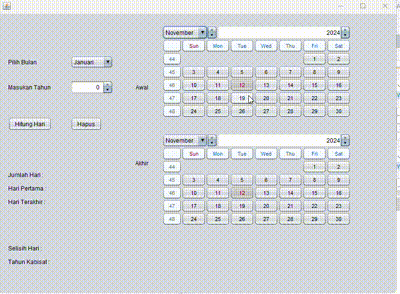 Pilih Bulan
Januari
Masukan Tahun
0
Hitung Hari
Hapus
Jumlah Hari :
Hari Pertama :
Hari Terakhir :
Selisih Hari :
Tahun Kabisat :
Awal
November
2024
Sun Mon Tue Wed Thu Fri Sat
44 1 2
45 3 4 5 6 7 8 9
46 10 11 12 13 14 15 16
47 17 18 19 20 21 22 23
48 24 25 26 27 28 29 30
Akhir
November
2024
Sun Mon Tue Wed Thu Fri Sat
44 1 2
45 3 4 5 6 7 8 9
46 10 11 12 13 14 15 16
47 17 18 19 20 21 22 23
48 24 25 26 27 28 29 30